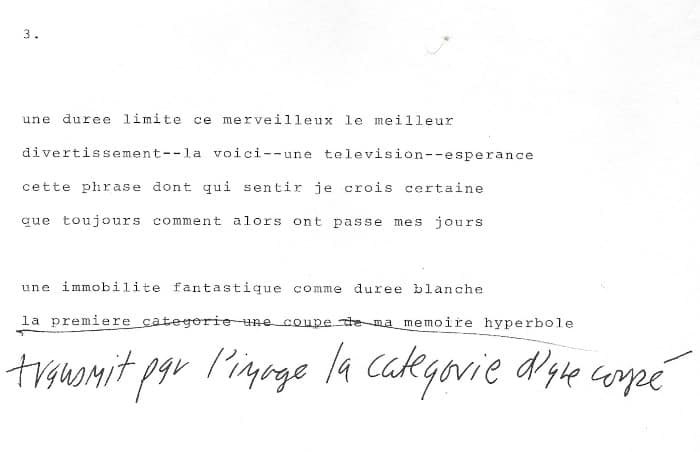 3.
une duree limite ce merveilleux le meilleur
divertissement--la voici--une television--esperance
cette phrase dont qui sentir je crois certaine
que toujours comment alors ont passe mes jours
une immobilite fantastique comme duree blanche
la premiere categorie une coupe de ma memoire hyperbole
transmit par l'image la categorie d'une coupé